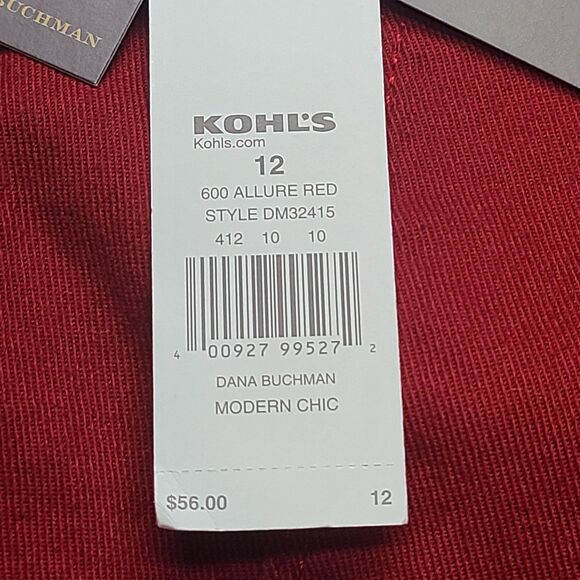 BUCHMAN
KOHL'S
Kohls.com
12
600 ALLURE RED
STYLE DM32415
412 10 10
4 00927 99527 2
DANA BUCHMAN
MODERN CHIC
$56.00 12